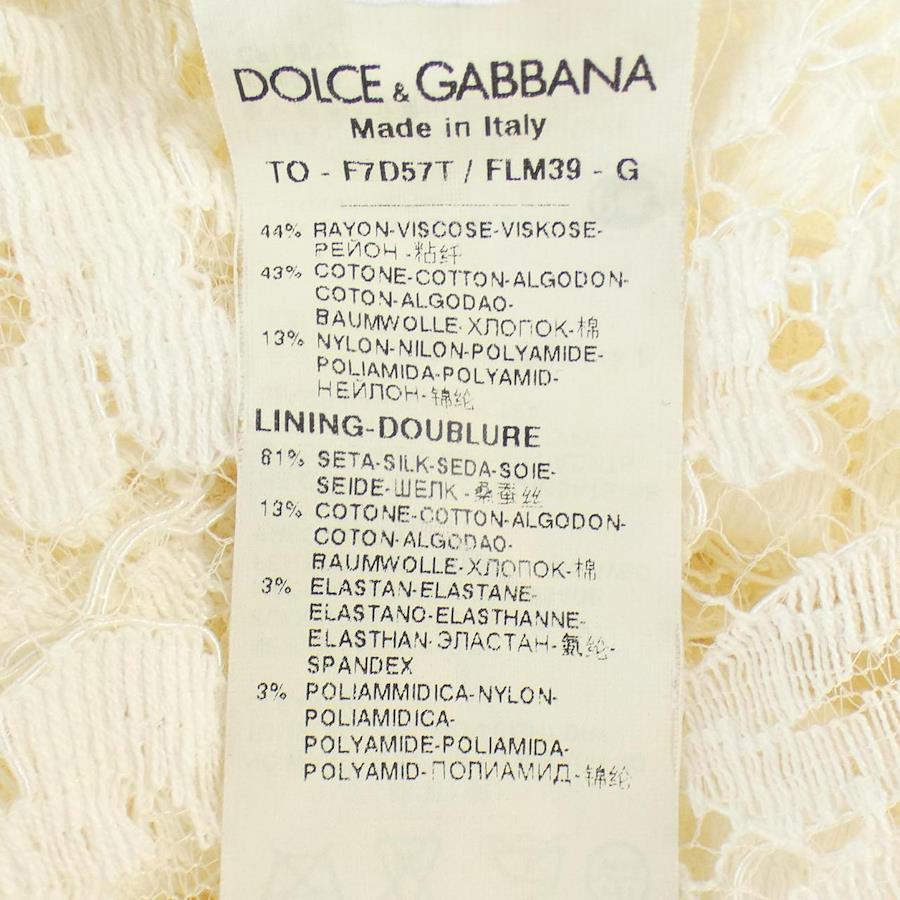 DOLCE & GABBANA
Made in Italy
TO - F7D57T / FLM39 - G
44% RAYON-VISCOSE-VISKOSE-
РЕЙОН-粘纤
43% COTONE-COTTON-ALGODON-
COTON-ALGODAO-
BAUMWOLLE-ХЛОПОК-棉
13% NYLON-NILON-POLYAMIDE-
POLIAMIDA-POLYAMID-
НЕЙЛОН-锦纶
LINING-DOUBLURE
81% SETA-SILK-SEDA-SOIE-
SEIDE-ШЕЛК-桑蚕丝
13% COTONE-COTTON-ALGODON-
COTON-ALGODAO-
BAUMWOLLE-ХЛОПОК-棉
3% ELASTAN-ELASTANE-
ELASTANO-ELASTHANNE-
ELASTHAN-ЭЛАСТАН-氨纶-
SPANDEX
3% POLIAMMIDICA-NYLON-
POLIAMIDICA-
POLYAMIDE-POLIAMIDA-
POLYAMID-ПОЛИАМИД-锦纶